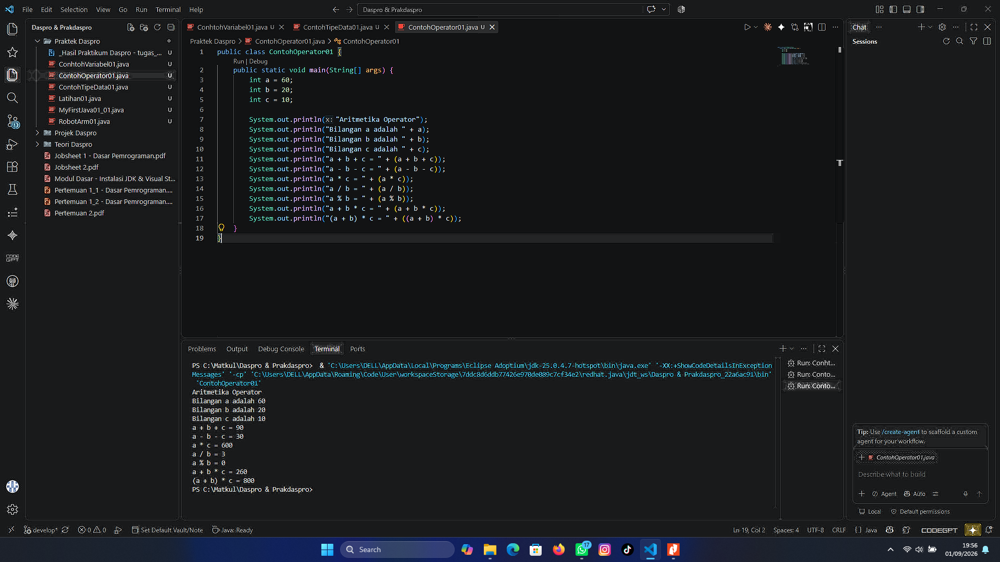 File Edit Selection View Go Run Terminal Help
Daspro & Prakdaspro
Daspro & Prakdaspro
Praktek Daspro
_Hasil Praktikum Daspro - tugas_... U
ConhtohVariabel01.java U
ContohOperator01.java U
ContohTipeData01.java U
Latihan01.java U
MyFirstJava01_01.java U
RobotArm01.java U
Projek Daspro
Teori Daspro
Jobsheet 1 - Dasar Pemrograman.pdf
Jobsheet 2.pdf
Modul Dasar - Instalasi JDK & Visual St...
Pertemuan 1_1 - Dasar Pemrograman....
Pertemuan 1_2 - Dasar Pemrograman....
Pertemuan 2.pdf
13
CODE GPT
ConhtohVariabel01.java U ContohTipeData01.java U ContohOperator01.java U
Praktek Daspro > ContohOperator01.java > ContohOperator01
1 public class ContohOperator01 {
Run | Debug
2 public static void main(String[] args) {
3 int a = 60;
4 int b = 20;
5 int c = 10;
6
7 System.out.println(x: "Aritmetika Operator");
8 System.out.println("Bilangan a adalah " + a);
9 System.out.println("Bilangan b adalah " + b);
10 System.out.println("Bilangan c adalah " + c);
11 System.out.println("a + b + c = " + (a + b + c));
12 System.out.println("a - b - c = " + (a - b - c));
13 System.out.println("a * c = " + (a * c));
14 System.out.println("a / b = " + (a / b));
15 System.out.println("a % b = " + (a % b));
16 System.out.println("a + b * c = " + (a + b * c));
17 System.out.println("(a + b) * c = " + ((a + b) * c));
18 }
19 }
Problems Output Debug Console Terminal Ports
PS C:\Matkul\Daspro & Prakdaspro> & 'C:\Users\DELL\AppData\Local\Programs\Eclipse Adoptium\jdk-25.0.4.7-hotspot\bin\java.exe' '-XX:+ShowCodeDetailsInException
Messages' '-cp' 'C:\Users\DELL\AppData\Roaming\Code\User\workspaceStorage\7ddc8d6ddb77426e970de089c7cf34e2\redhat.java\jdt_ws\Daspro & Prakdaspro_22a6ac91\bin'
'ContohOperator01'
Aritmetika Operator
Bilangan a adalah 60
Bilangan b adalah 20
Bilangan c adalah 10
a + b + c = 90
a - b - c = 30
a * c = 600
a / b = 3
a % b = 0
a + b * c = 260
(a + b) * c = 800
PS C:\Matkul\Daspro & Prakdaspro>
Run: Conht...
Run: Conto...
Run: Conto...
Chat
Sessions
Tip: Use /create-agent to scaffold a custom
agent for your workflow.
ContohOperator01.java
Describe what to build
Agent Auto
Local Default permissions
develop* 0 0 Set Default Vault/Note Java: Ready
Ln 19, Col 2 Spaces: 4 UTF-8 CRLF {} Java CODEGPT
Search
17
19:56
01/09/2026